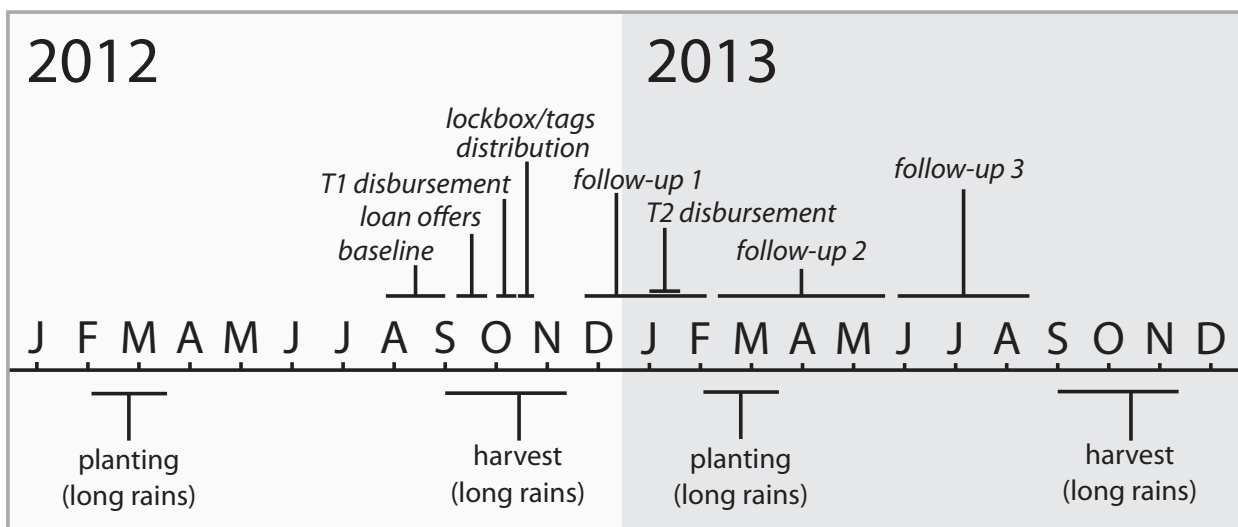 2012
2013
lockbox/tags
distribution
T1 disbursement
follow-up 1
follow-up 3
loan offers
T2 disbursement
baseline
follow-up 2
J F M A M J J A S O N D J F M A M J J A S O N D
planting
(long rains)
harvest
(long rains)
planting
(long rains)
harvest
(long rains)